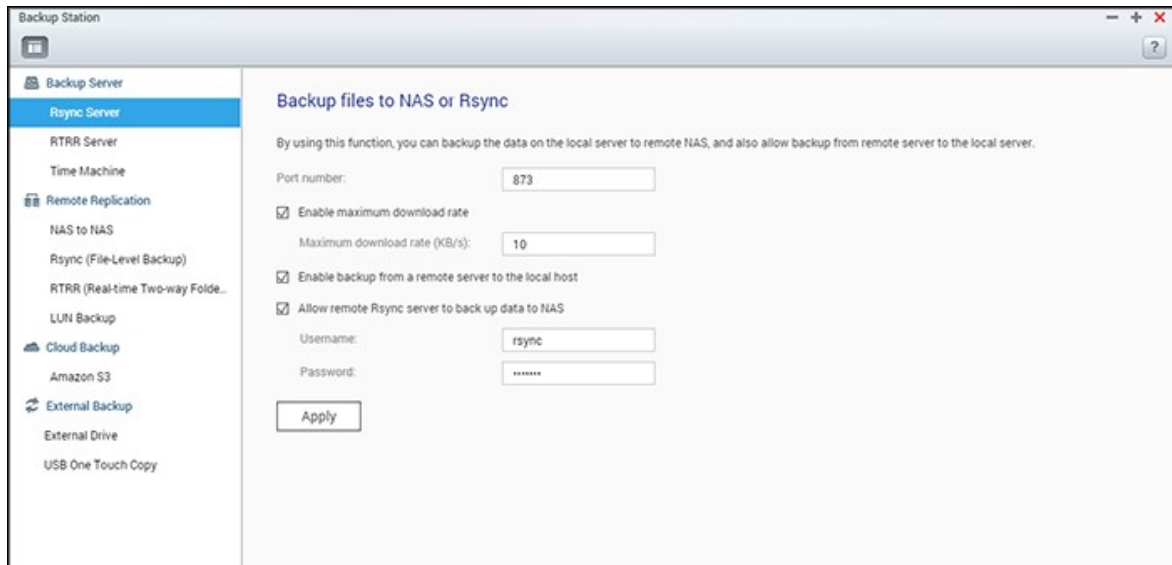 Backup Station
?
Backup Server
Rsync Server
RTRR Server
Time Machine
Remote Replication
NAS to NAS
Rsync (File-Level Backup)
RTRR (Real-time Two-way Folde...
LUN Backup
Cloud Backup
Amazon S3
External Backup
External Drive
USB One Touch Copy
Backup files to NAS or Rsync
By using this function, you can backup the data on the local server to remote NAS, and also allow backup from remote server to the local server.
Port number: 873
Enable maximum download rate
Maximum download rate (KB/s): 10
Enable backup from a remote server to the local host
Allow remote Rsync server to back up data to NAS
Username: rsync
Password: •••••••
Apply